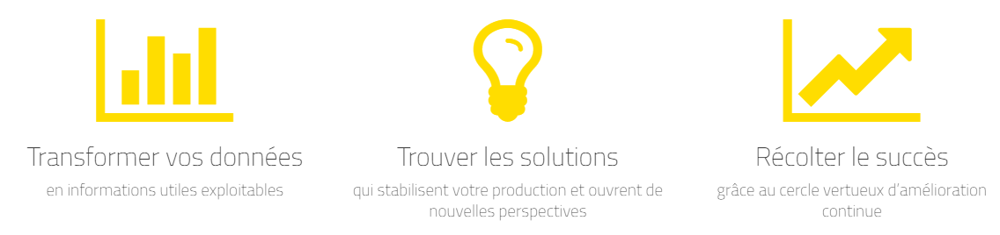 Transformer vos données
en informations utiles exploitables
Trouver les solutions
qui stabilisent votre production et ouvrent de
nouvelles perspectives
Récolter le succès
grâce au cercle vertueux d'amélioration
continue